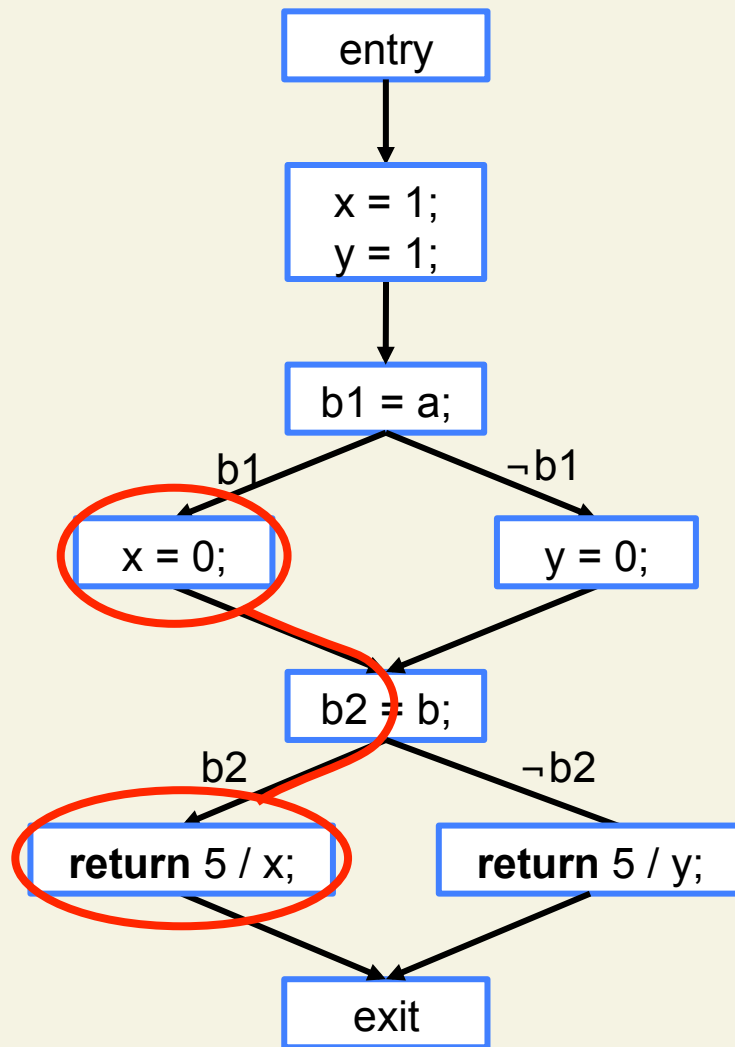 entry
x = 1;
y = 1;
b1 = a;
b1
¬b1
x = 0;
y = 0;
b2 = b;
b2
¬b2
return 5 / x;
return 5 / y;
exit